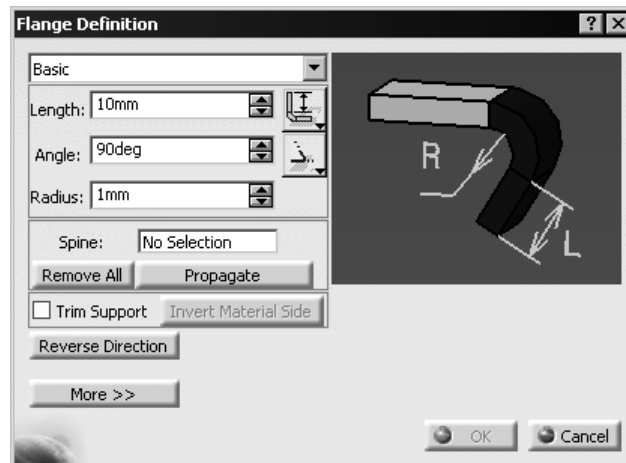 Flange Definition ? X
Basic
Length: 10mm
Angle: 90deg
Radius: 1mm
R
L
Spine: No Selection
Remove All Propagate
Trim Support Invert Material Side
Reverse Direction
More >>
OK Cancel